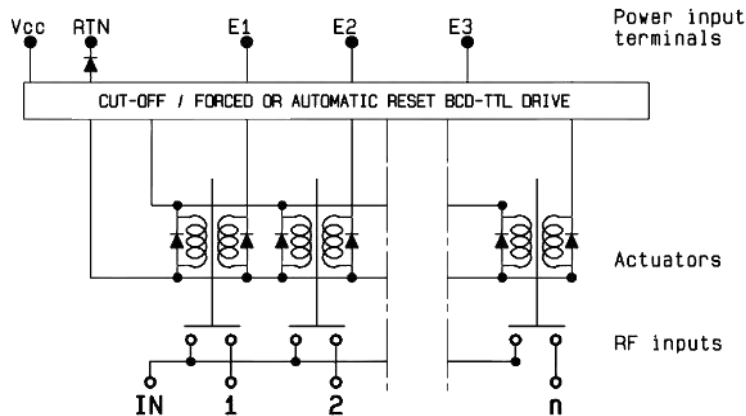 Vcc RTN E1 E2 E3 Power input
terminals
CUT-OFF / FORCED OR AUTOMATIC RESET BCD-TTL DRIVE
Actuators
RF inputs
IN 1 2 n